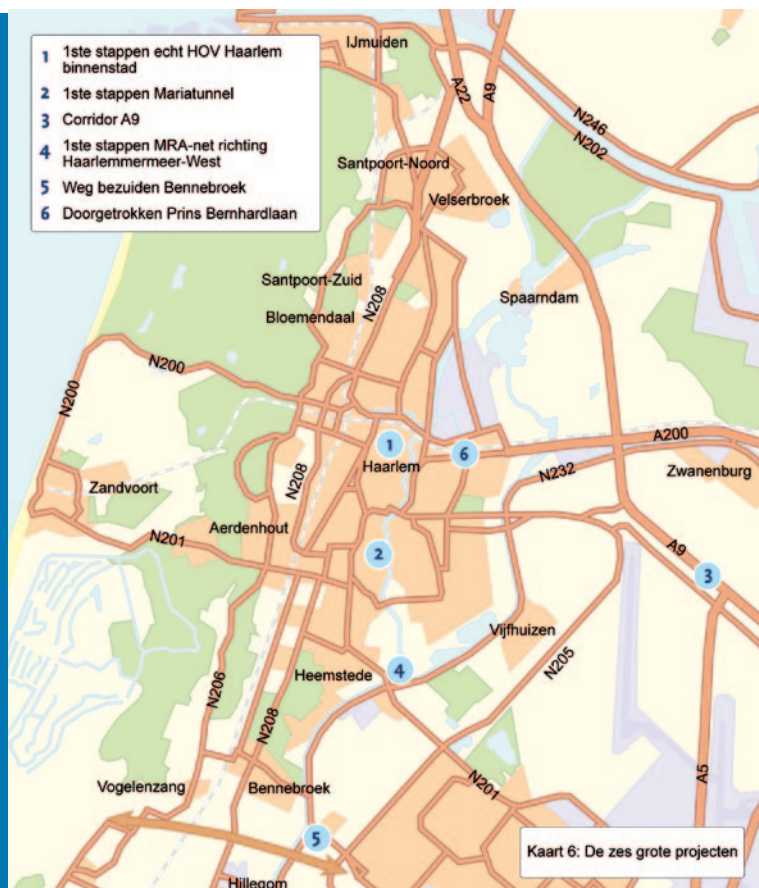 1 1ste stappen echt HOV Haarlem
binnenstad
2 1ste stappen Mariatunnel
3 Corridor A9
4 1ste stappen MRA-net richting
Haarlemmermeer-West
5 Weg bezuiden Bennebroek
6 Doorgetrokken Prins Bernhardlaan
IJmuiden
A22
A9
N246
N202
Santpoort-Noord
Velserbroek
Santpoort-Zuid
N208
Spaarndam
Bloemendaal
N200
N200
1
Haarlem
6
A200
N232
Zwanenburg
Zandvoort
N208
Aerdenhout
N201
2
A9
3
Vijfhuizen
N205
Heemstede
4
N206
N208
Vogelenzang
Bennebroek
N201
A5
5
Hillegom
Kaart 6: De zes grote projecten